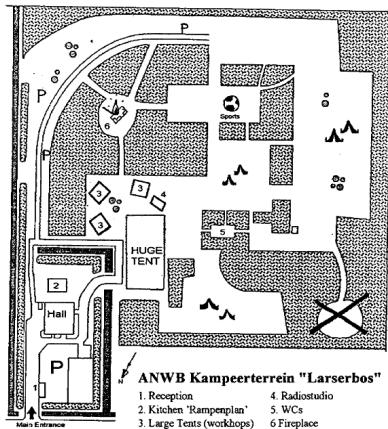 P
P
P
Sports
6
3
3
4
3
HUGE
TENT
5
2
Hall
P
1
N
Main Entrance
ANWB Kampeerterrein "Larserbos"
1. Reception
2. Kitchen 'Rampenplan'
3. Large Tents (workhops)
4. Radiostudio
5. WCs
6 Fireplace